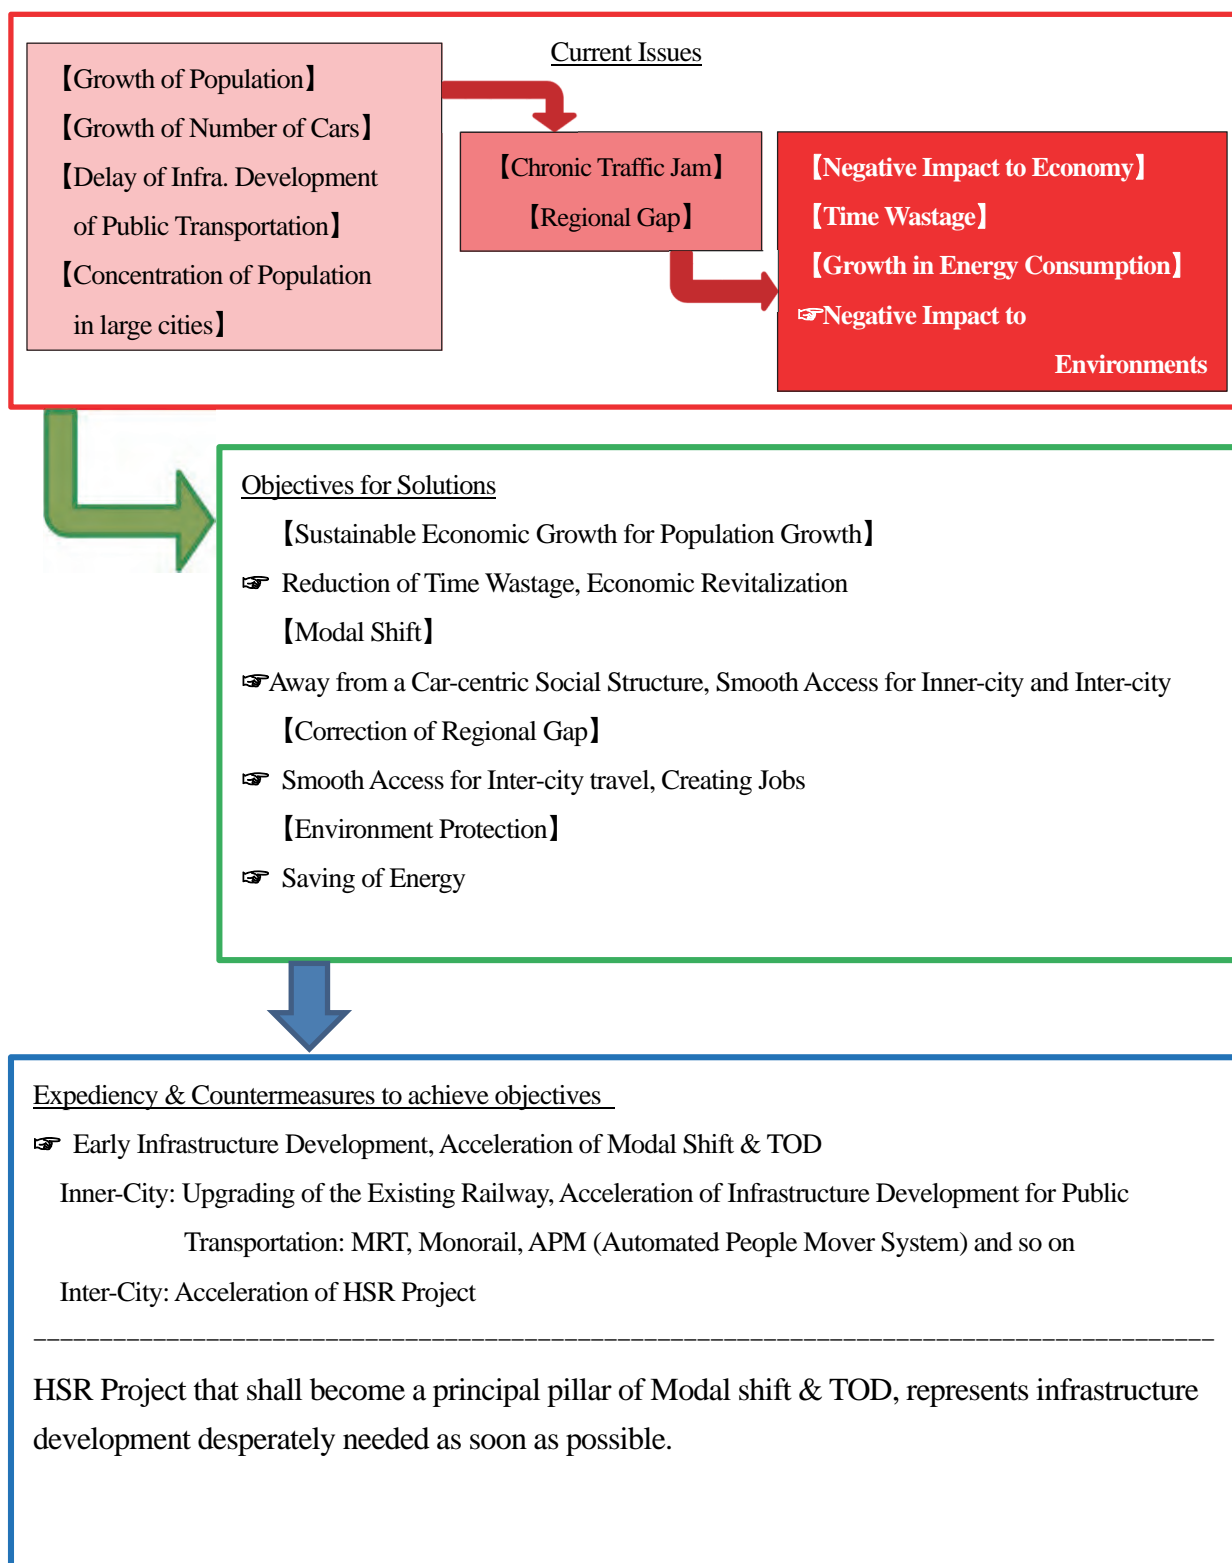 Current Issues
【Growth of Population】
【Growth of Number of Cars】
【Delay of Infra. Development
of Public Transportation】
【Concentration of Population
in large cities】
【Chronic Traffic Jam】
【Regional Gap】
【Negative Impact to Economy】
【Time Wastage】
【Growth in Energy Consumption】
☞Negative Impact to
Environments
Objectives for Solutions
【Sustainable Economic Growth for Population Growth】
☞ Reduction of Time Wastage, Economic Revitalization
【Modal Shift】
☞Away from a Car-centric Social Structure, Smooth Access for Inner-city and Inter-city
【Correction of Regional Gap】
☞ Smooth Access for Inter-city travel, Creating Jobs
【Environment Protection】
☞ Saving of Energy
Expediency & Countermeasures to achieve objectives
☞ Early Infrastructure Development, Acceleration of Modal Shift & TOD
Inner-City: Upgrading of the Existing Railway, Acceleration of Infrastructure Development for Public
Transportation: MRT, Monorail, APM (Automated People Mover System) and so on
Inter-City: Acceleration of HSR Project
HSR Project that shall become a principal pillar of Modal shift & TOD, represents infrastructure
development desperately needed as soon as possible.